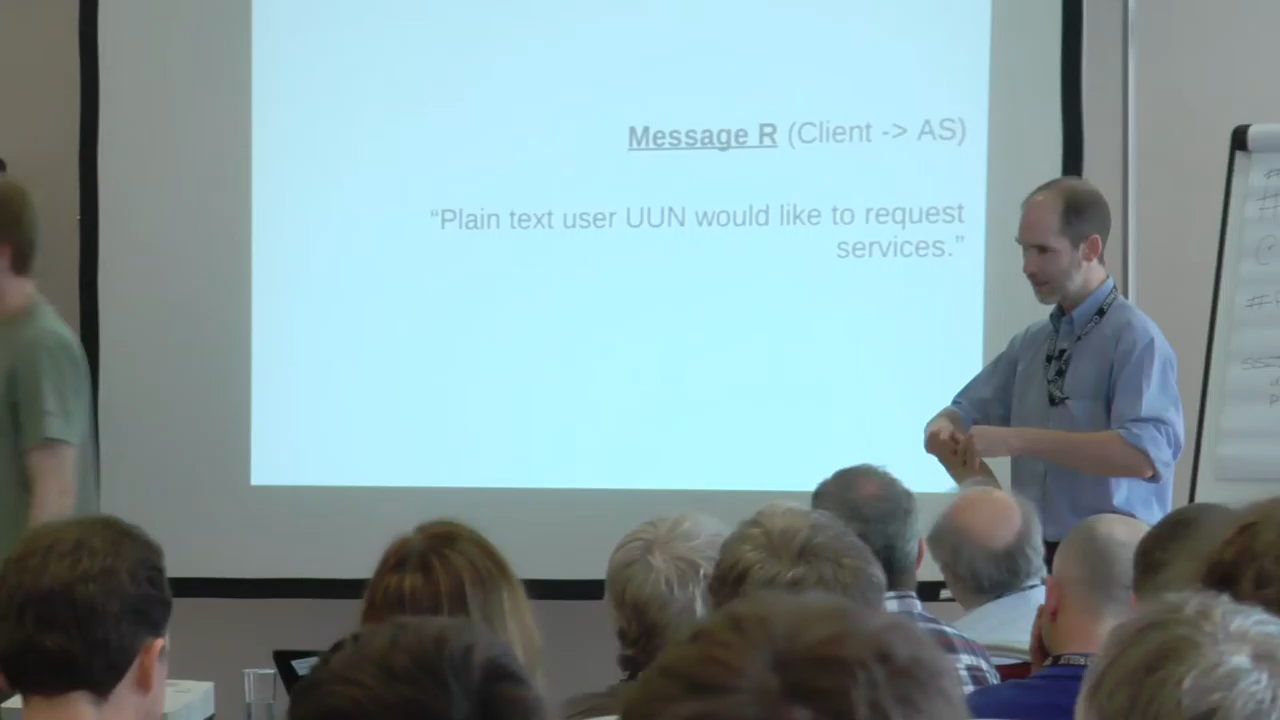 Message R (Client -> AS)
“Plain text user UUN would like to request
services.”